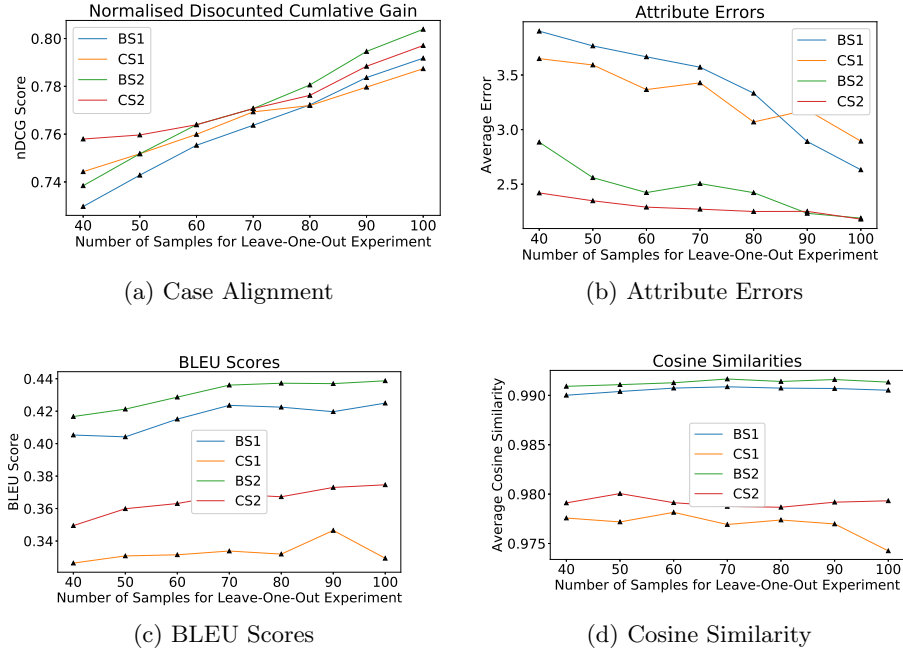 Normalised Disocunted Cumlative Gain
0.80
0.78
0.76
0.74
nDCG Score
BS1
CS1
BS2
CS2
40 50 60 70 80 90 100
Number of Samples for Leave-One-Out Experiment
(a) Case Alignment
Attribute Errors
3.5
3.0
2.5
Average Error
BS1
CS1
BS2
CS2
40 50 60 70 80 90 100
Number of Samples for Leave-One-Out Experiment
(b) Attribute Errors
BLEU Scores
0.44
0.42
0.40
0.38
0.36
0.34
BLEU Score
BS1
CS1
BS2
CS2
40 50 60 70 80 90 100
Number of Samples for Leave-One-Out Experiment
(c) BLEU Scores
Cosine Similarities
0.990
0.985
0.980
0.975
Average Cosine Similarity
BS1
CS1
BS2
CS2
40 50 60 70 80 90 100
Number of Samples for Leave-One-Out Experiment
(d) Cosine Similarity